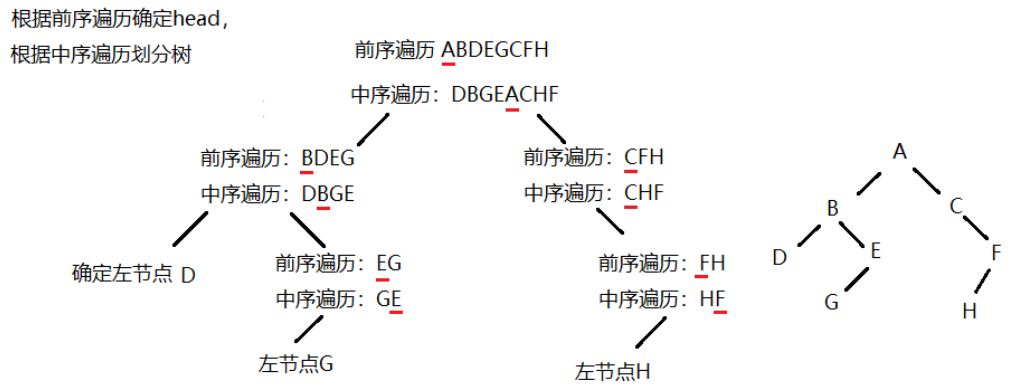 根据前序遍历确定head，
根据中序遍历划分树
前序遍历 ABDEGCFH
中序遍历：DBGEACHF
前序遍历：BDEG
中序遍历：DBGE
前序遍历：CFH
中序遍历：CHF
确定左节点 D
前序遍历：EG
中序遍历：GE
左节点G
前序遍历：FH
中序遍历：HF
左节点H
A
B
C
D
E
F
G
H